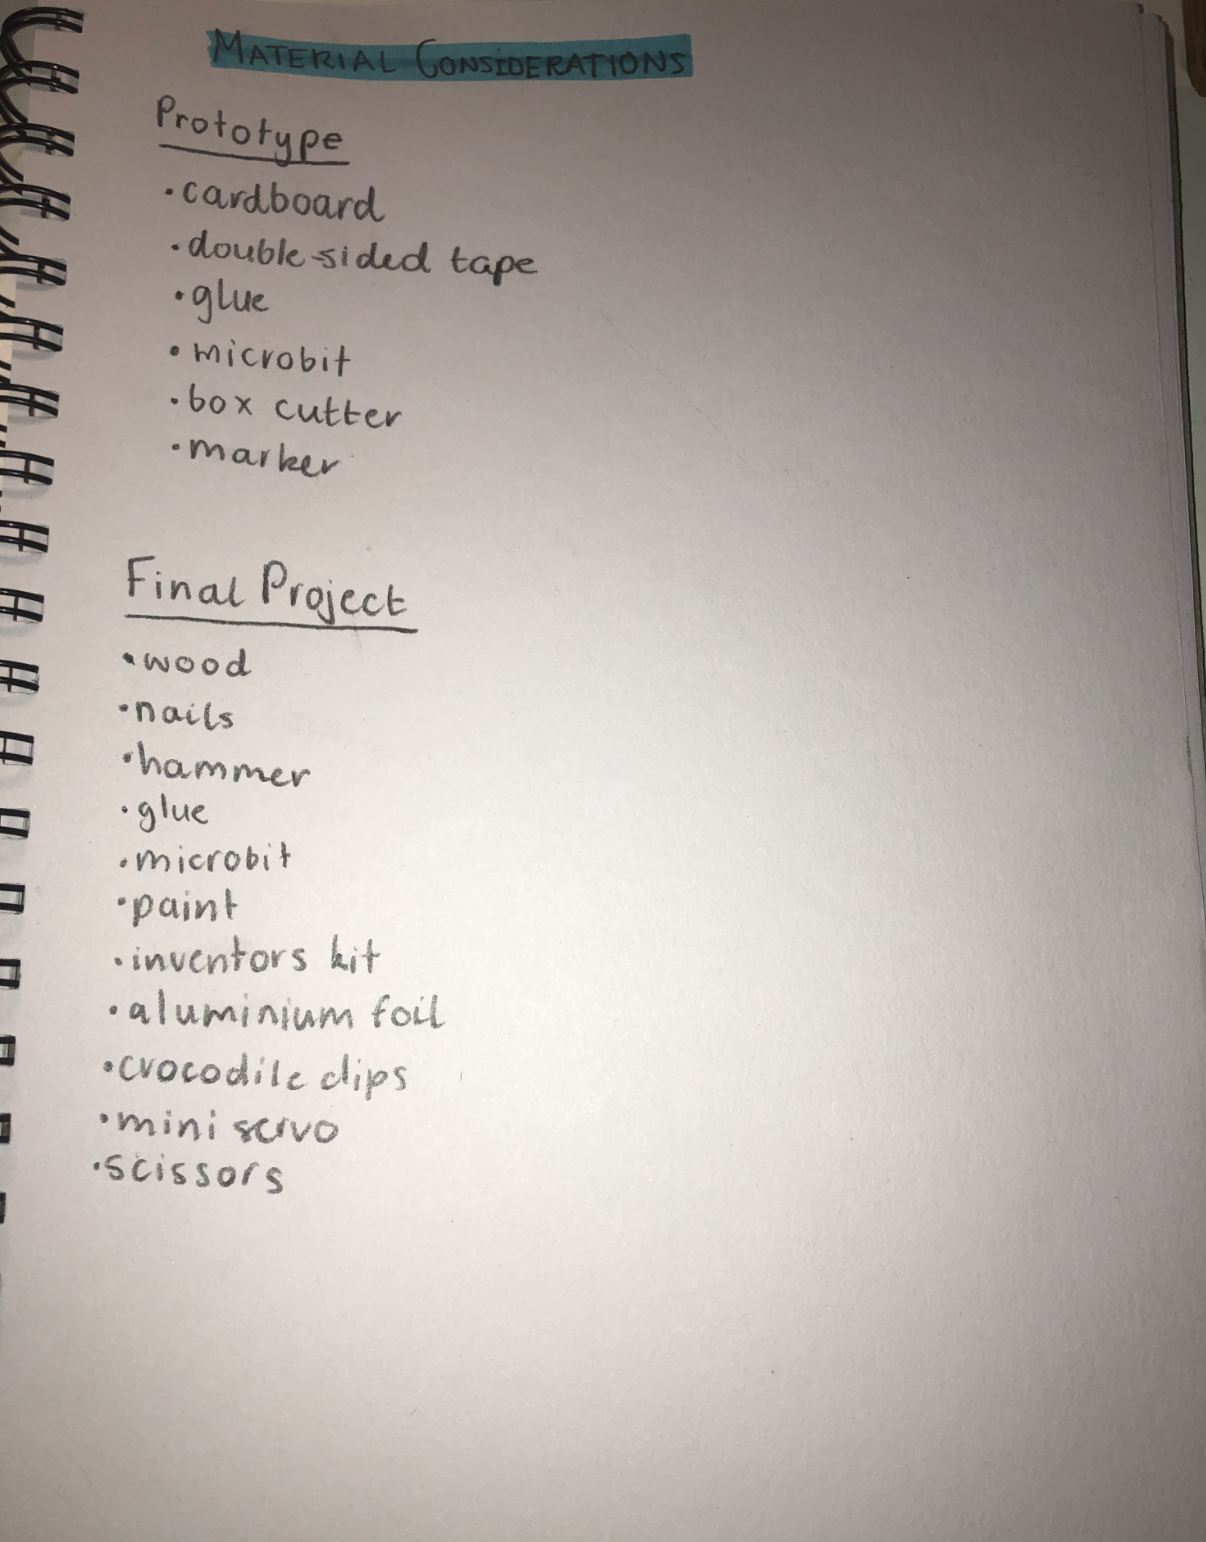 MATERIAL CONSIDERATIONS
Prototype
•cardboard
•double-sided tape
•glue
•microbit
•box cutter
•marker
Final Project
•wood
•nails
•hammer
•glue
•microbit
•paint
•inventors kit
•aluminium foil
•crocodile clips
•mini servo
•scissors